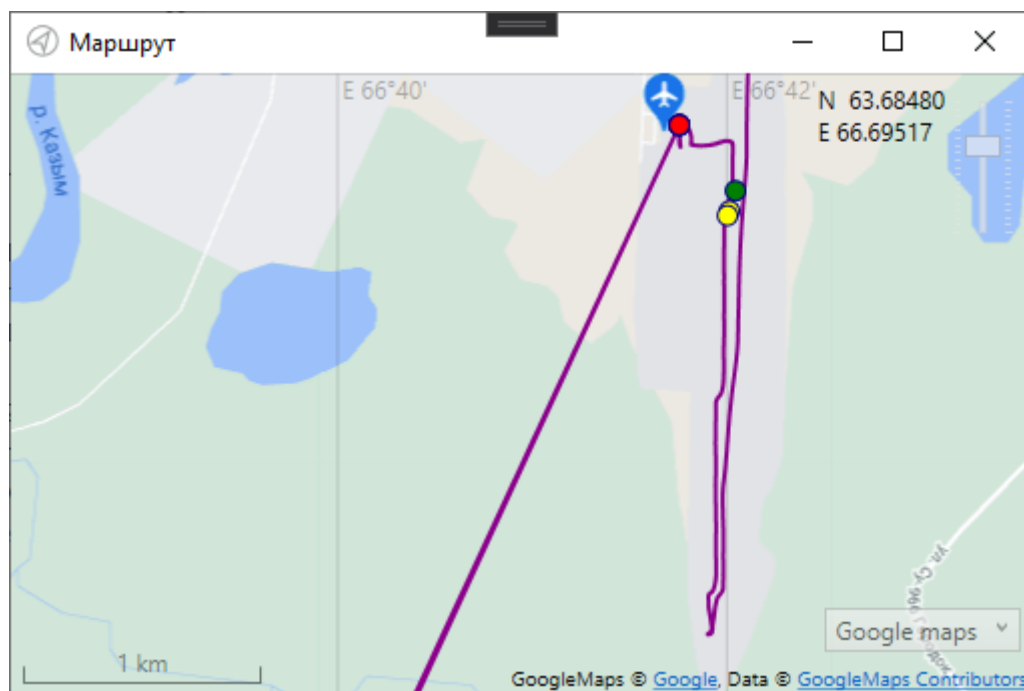 Маршрут
E 66°40'
E 66°42'
N 63.68480
E 66.69517
р. Казым
Google maps
1 km
GoogleMaps © Google, Data © GoogleMaps Contributors